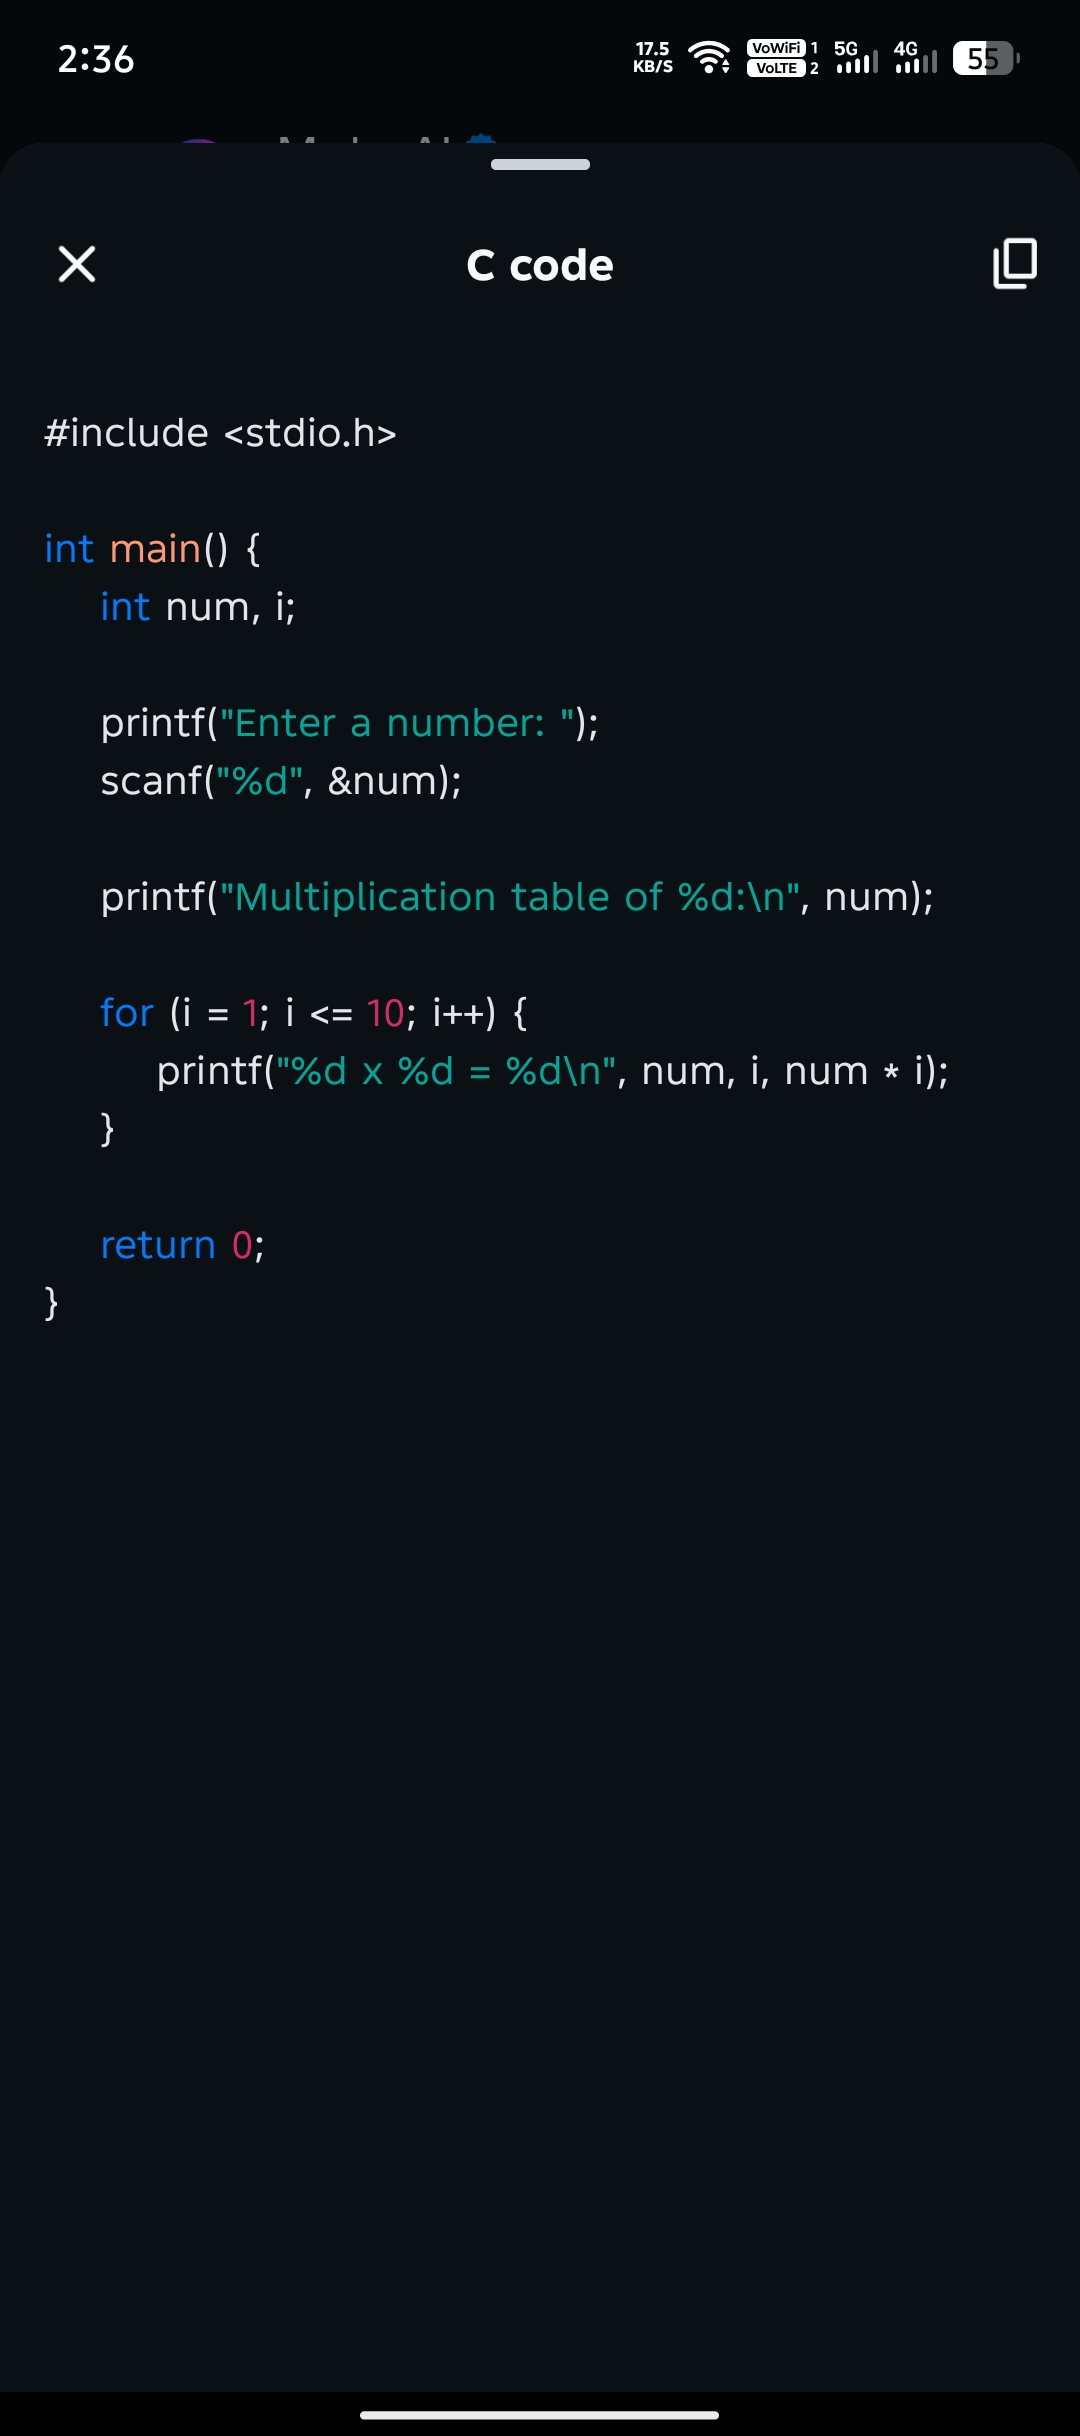 2:36
17.5 KB/S VoWiFi 1 VoLTE 2 5G 4G 55
C code
#include <stdio.h>
int main() {
int num, i;
printf("Enter a number: ");
scanf("%d", &num);
printf("Multiplication table of %d:\n", num);
for (i = 1; i <= 10; i++) {
printf("%d x %d = %d\n", num, i, num * i);
}
return 0;
}